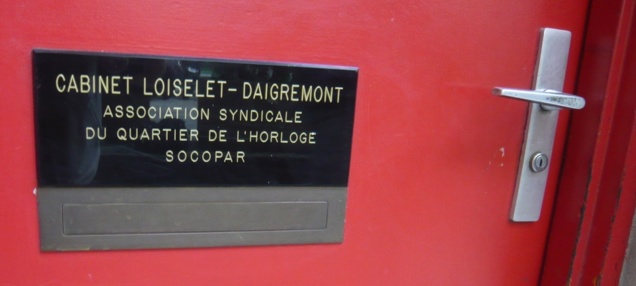 CABINET LOISELET-DAIGREMONT
ASSOCIATION SYNDICALE
DU QUARTIER DE L'HORLOGE
SOCOPAR